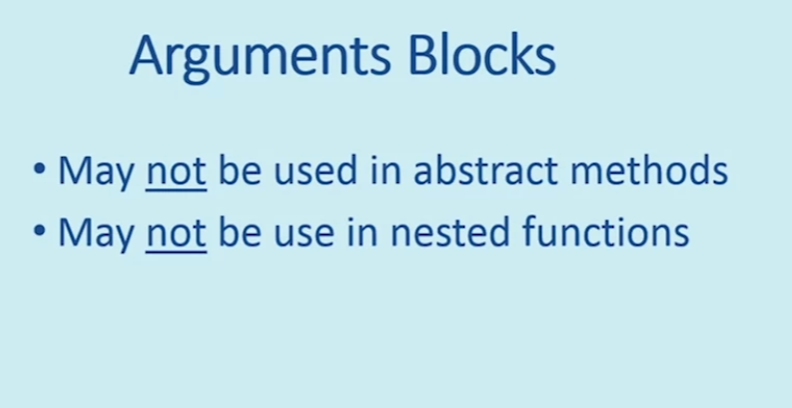 Arguments Blocks
• May not be used in abstract methods
• May not be use in nested functions